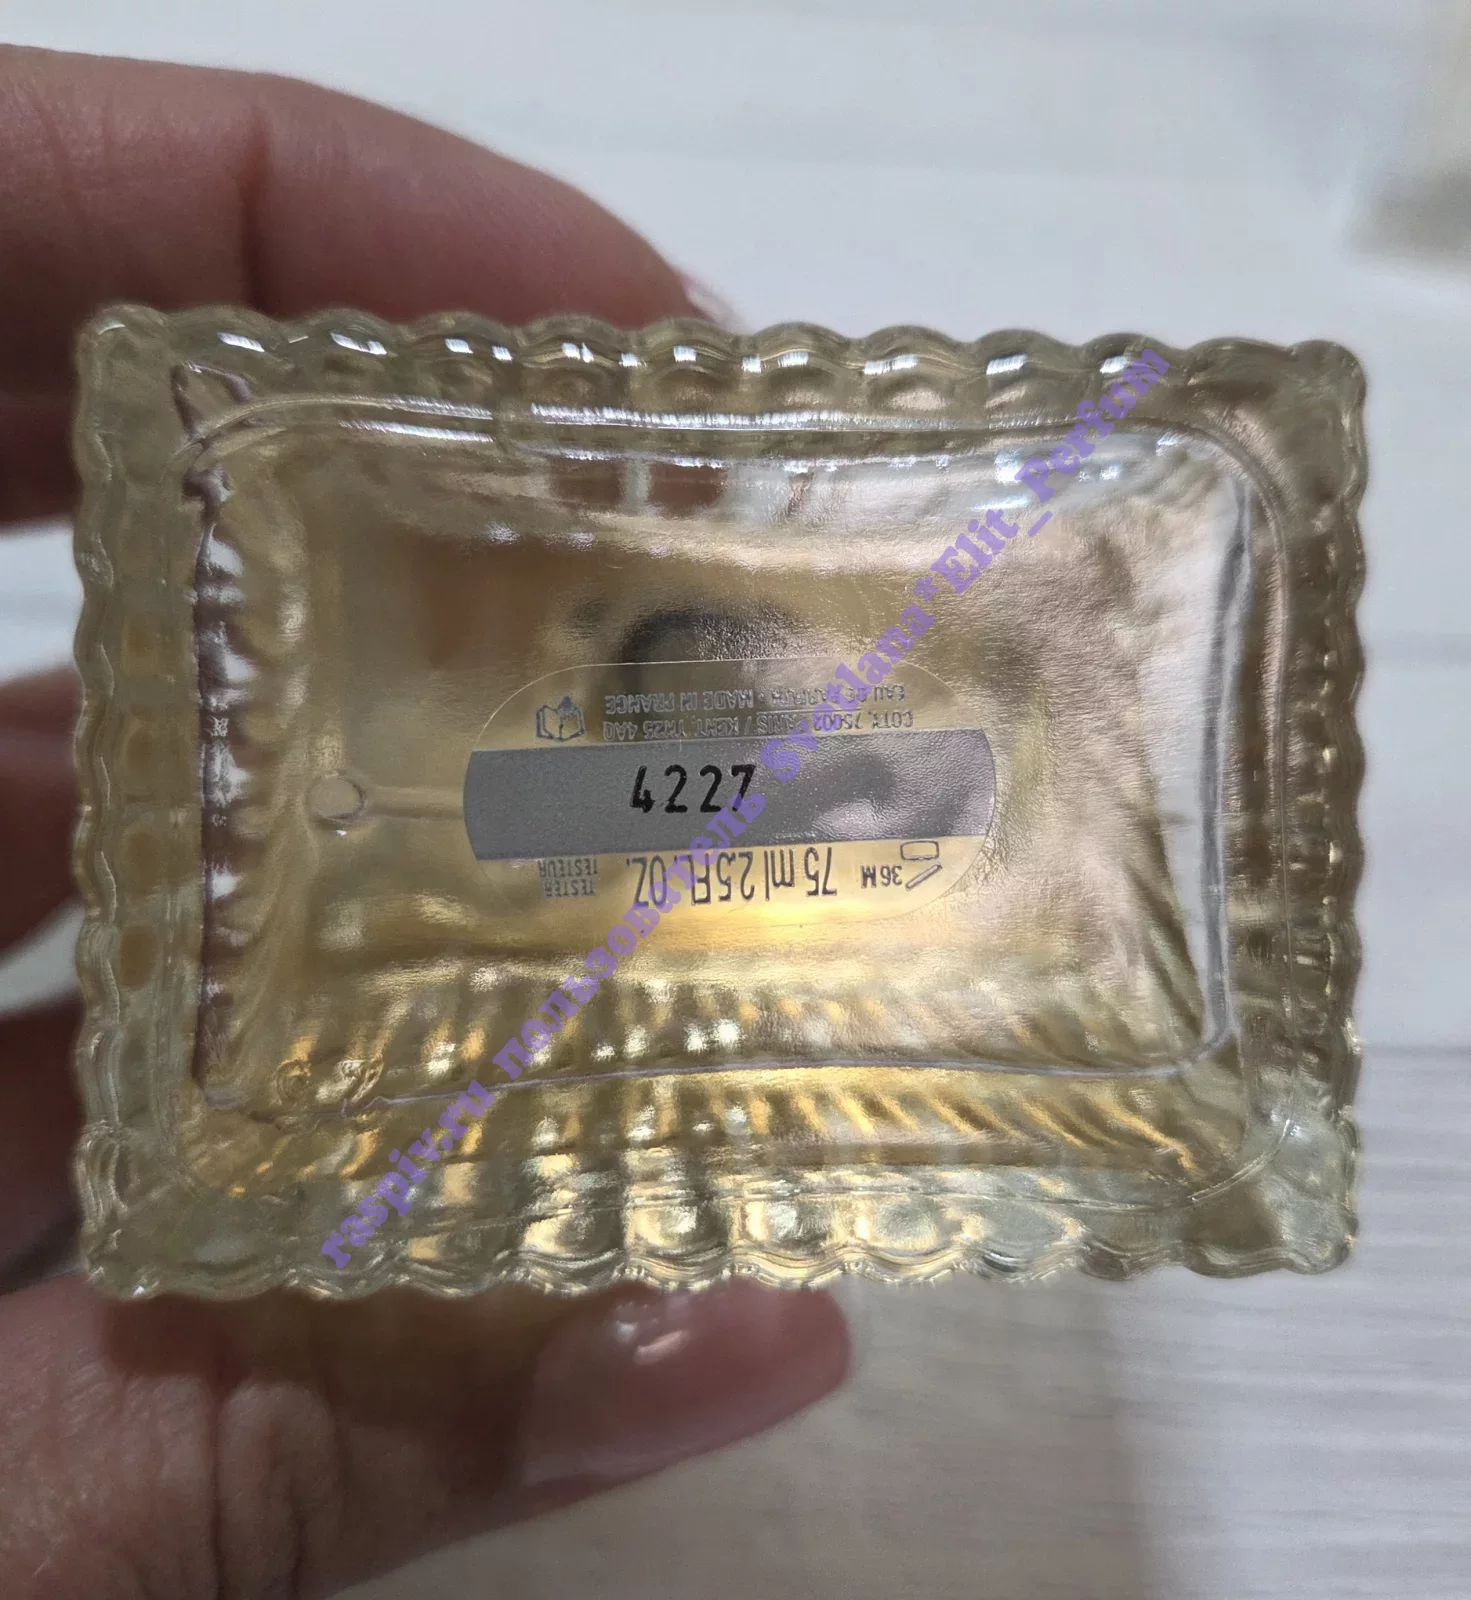 EAU DE PARFUM - MADE IN FRANCE
COTY, 75002 PARIS / KENT, TN25 4AQ
4227
36M 75 ml 2.5 FL. OZ. TESTER
TESTEUR
raspiv.ru пользователь Svetlana*Elit_Perfum